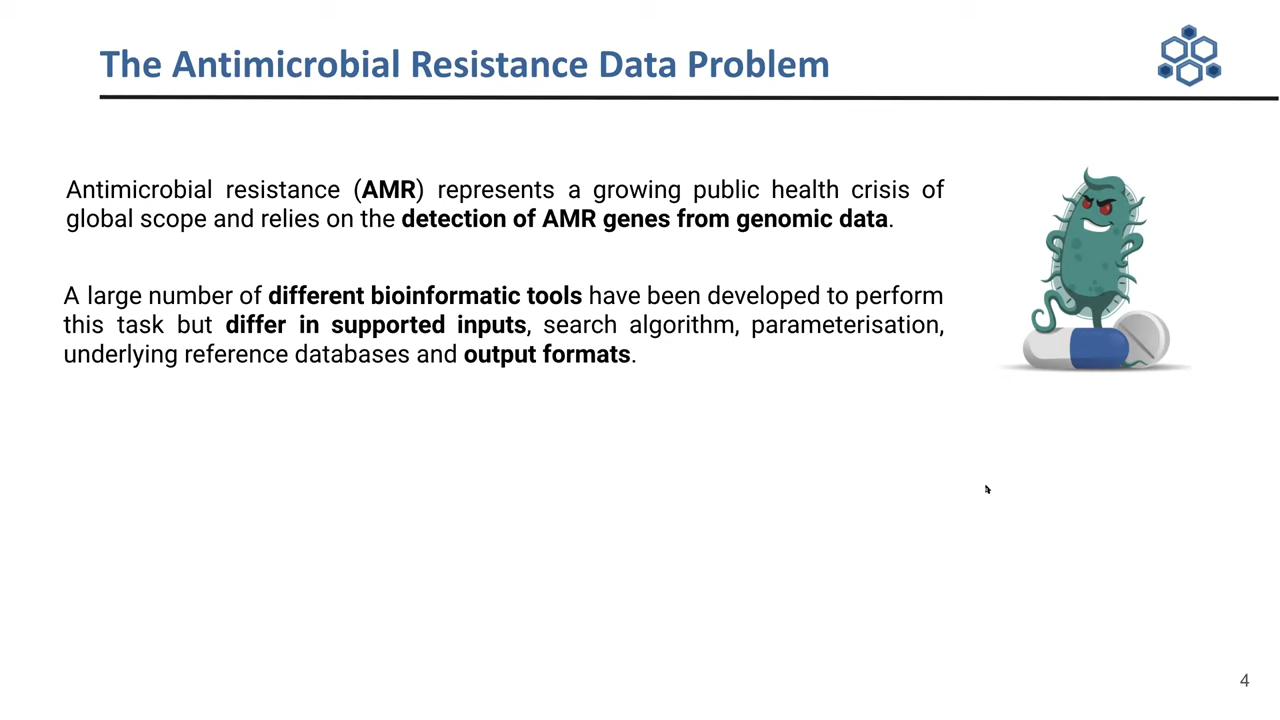 The Antimicrobial Resistance Data Problem
Antimicrobial resistance (AMR) represents a growing public health crisis of
global scope and relies on the detection of AMR genes from genomic data.
A large number of different bioinformatic tools have been developed to perform
this task but differ in supported inputs, search algorithm, parameterisation,
underlying reference databases and output formats.
4